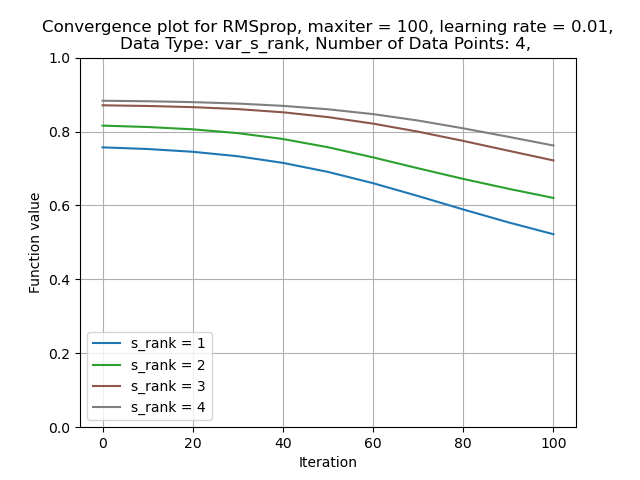 Convergence plot for RMSprop, maxiter = 100, learning rate = 0.01,
Data Type: var_s_rank, Number of Data Points: 4,
1.0
0.8
0.6
0.4
0.2
0.0
Function value
s_rank = 1
s_rank = 2
s_rank = 3
s_rank = 4
0 20 40 60 80 100
Iteration